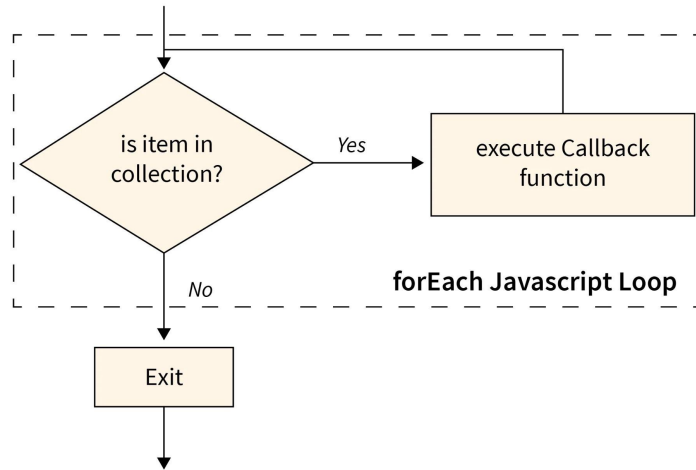 is item in
collection?
Yes
execute Callback
function
No
forEach Javascript Loop
Exit